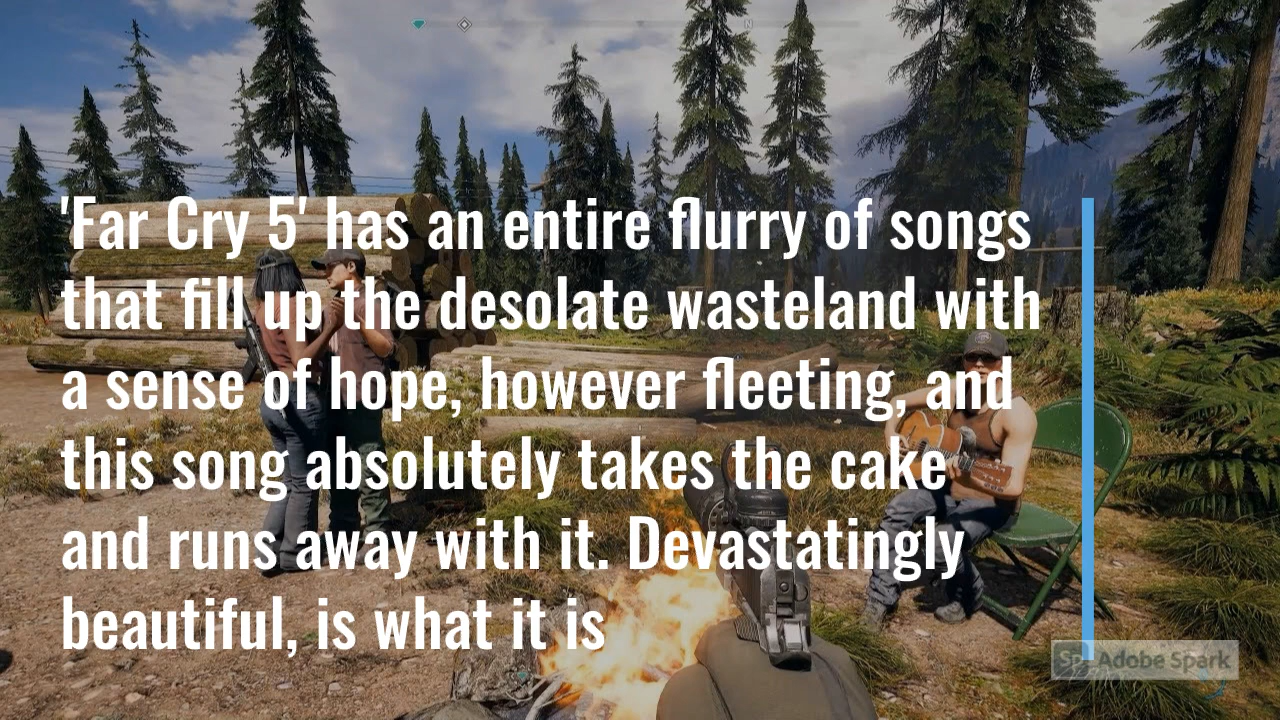 N
'Far Cry 5' has an entire flurry of songs
that fill up the desolate wasteland with
a sense of hope, however fleeting, and
this song absolutely takes the cake
and runs away with it. Devastatingly
beautiful, is what it is
Sp Adobe Spark